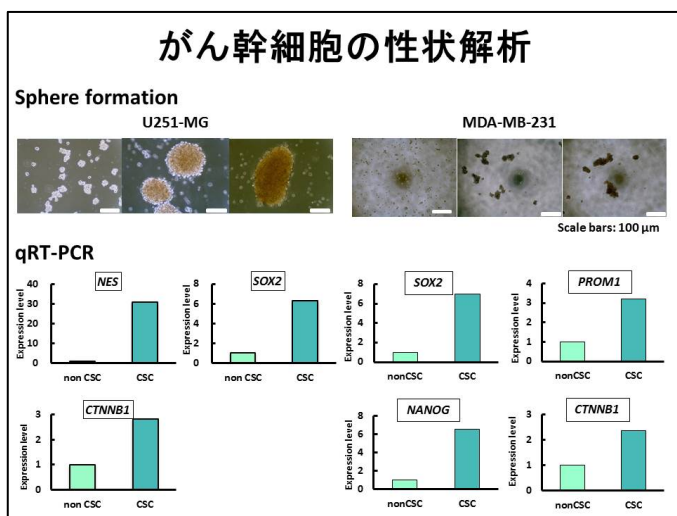 がん幹細胞の性状解析
Sphere formation
U251-MG
MDA-MB-231
Scale bars: 100 μm
qRT-PCR
NES
Expression level
40
30
20
10
0
non CSC
CSC
SOX2
Expression level
8
6
4
2
0
non CSC
CSC
SOX2
Expression level
8
6
4
2
0
nonCSC
CSC
PROM1
Expression level
4
3
2
1
0
nonCSC
CSC
CTNNB1
Expression level
3
2
1
0
non CSC
CSC
NANOG
Expression level
8
6
4
2
0
nonCSC
CSC
CTNNB1
Expression level
3
2
1
0
nonCSC
CSC